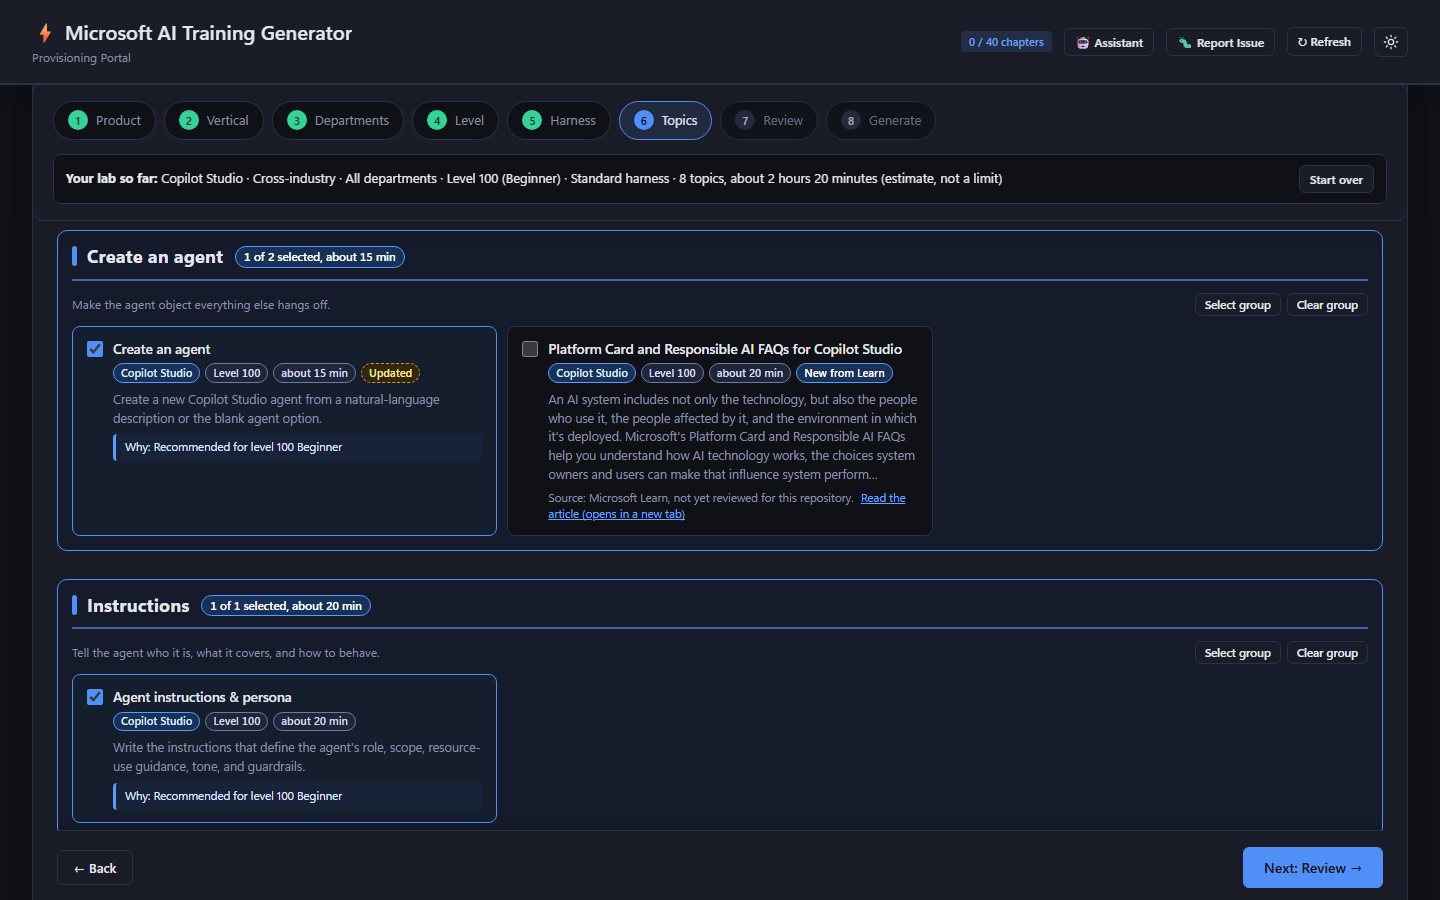 Microsoft AI Training Generator
Provisioning Portal
0 / 40 chapters
Assistant
Report Issue
↻ Refresh
1 Product
2 Vertical
3 Departments
4 Level
5 Harness
6 Topics
7 Review
8 Generate
Your lab so far: Copilot Studio · Cross-industry · All departments · Level 100 (Beginner) · Standard harness · 8 topics, about 2 hours 20 minutes (estimate, not a limit)
Start over
Create an agent
1 of 2 selected, about 15 min
Make the agent object everything else hangs off.
Select group
Clear group
Create an agent
Copilot Studio
Level 100
about 15 min
Updated
Create a new Copilot Studio agent from a natural-language
description or the blank agent option.
Why: Recommended for level 100 Beginner
Platform Card and Responsible AI FAQs for Copilot Studio
Copilot Studio
Level 100
about 20 min
New from Learn
An AI system includes not only the technology, but also the people
who use it, the people affected by it, and the environment in which
it's deployed. Microsoft's Platform Card and Responsible AI FAQs
help you understand how AI technology works, the choices system
owners and users can make that influence system perform...
Source: Microsoft Learn, not yet reviewed for this repository. Read the
article (opens in a new tab)
Instructions
1 of 1 selected, about 20 min
Tell the agent who it is, what it covers, and how to behave.
Select group
Clear group
Agent instructions & persona
Copilot Studio
Level 100
about 20 min
Write the instructions that define the agent's role, scope, resource-
use guidance, tone, and guardrails.
Why: Recommended for level 100 Beginner
← Back
Next: Review →